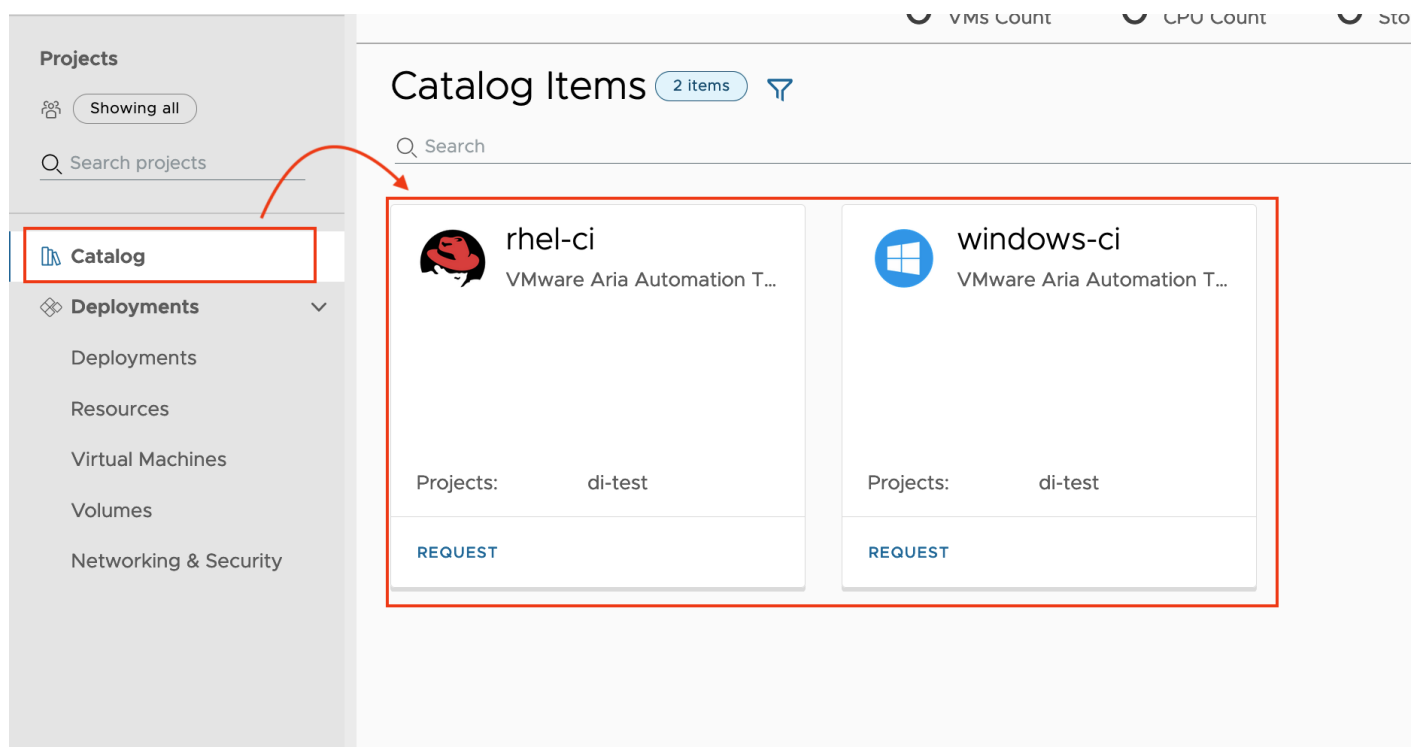 VMs Count
CPU Count
Sto
Projects
Showing all
Search projects
Catalog
Deployments
Deployments
Resources
Virtual Machines
Volumes
Networking & Security
Catalog Items
2 items
Search
rhel-ci
VMware Aria Automation T...
Projects: di-test
REQUEST
windows-ci
VMware Aria Automation T...
Projects: di-test
REQUEST